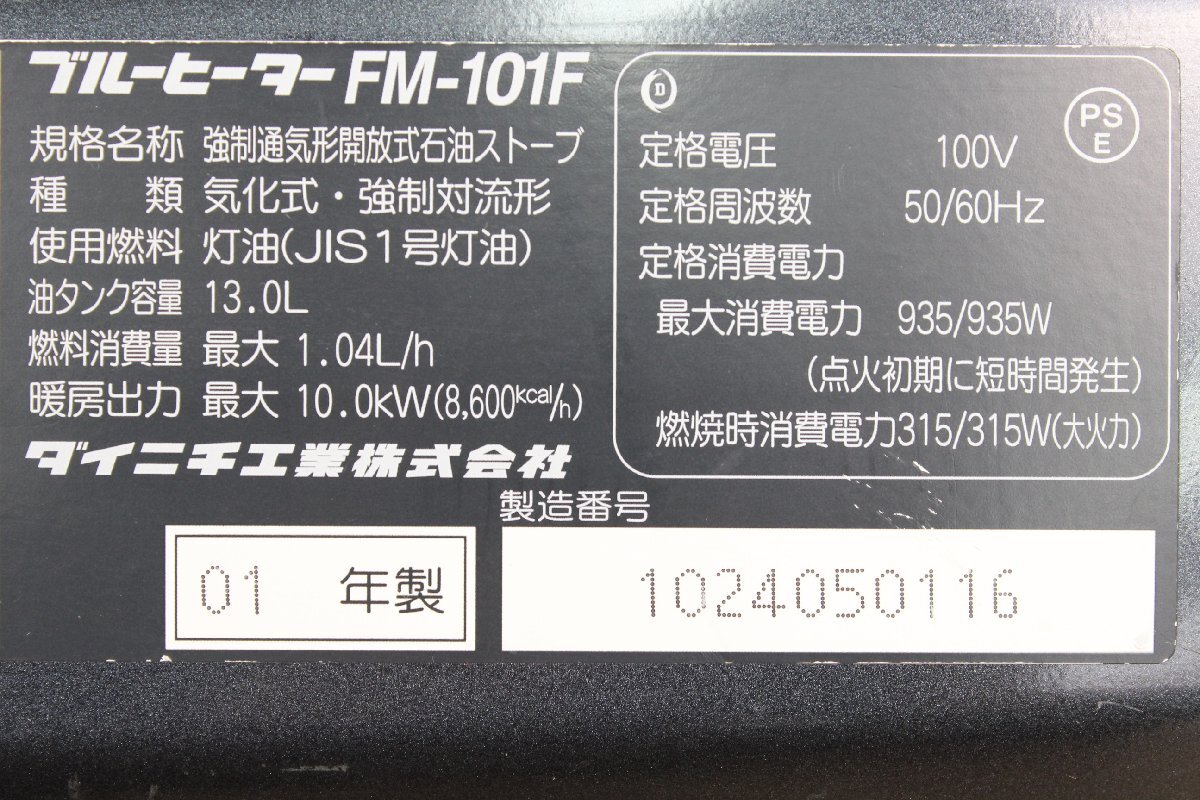 ブルーヒーター FM-101F
規格名称 強制通気形開放式石油ストーブ
種 類 気化式・強制対流形
使用燃料 灯油(JIS1号灯油)
油タンク容量 13.0L
燃料消費量 最大 1.04L/h
暖房出力 最大 10.0kW(8,600kcal/h)
ダイニチ工業株式会社
D
PS
E
定格電圧 100V
定格周波数 50/60Hz
定格消費電力
最大消費電力 935/935W
(点火初期に短時間発生)
燃焼時消費電力315/315W(大火力)
製造番号
01 年製
1024050116